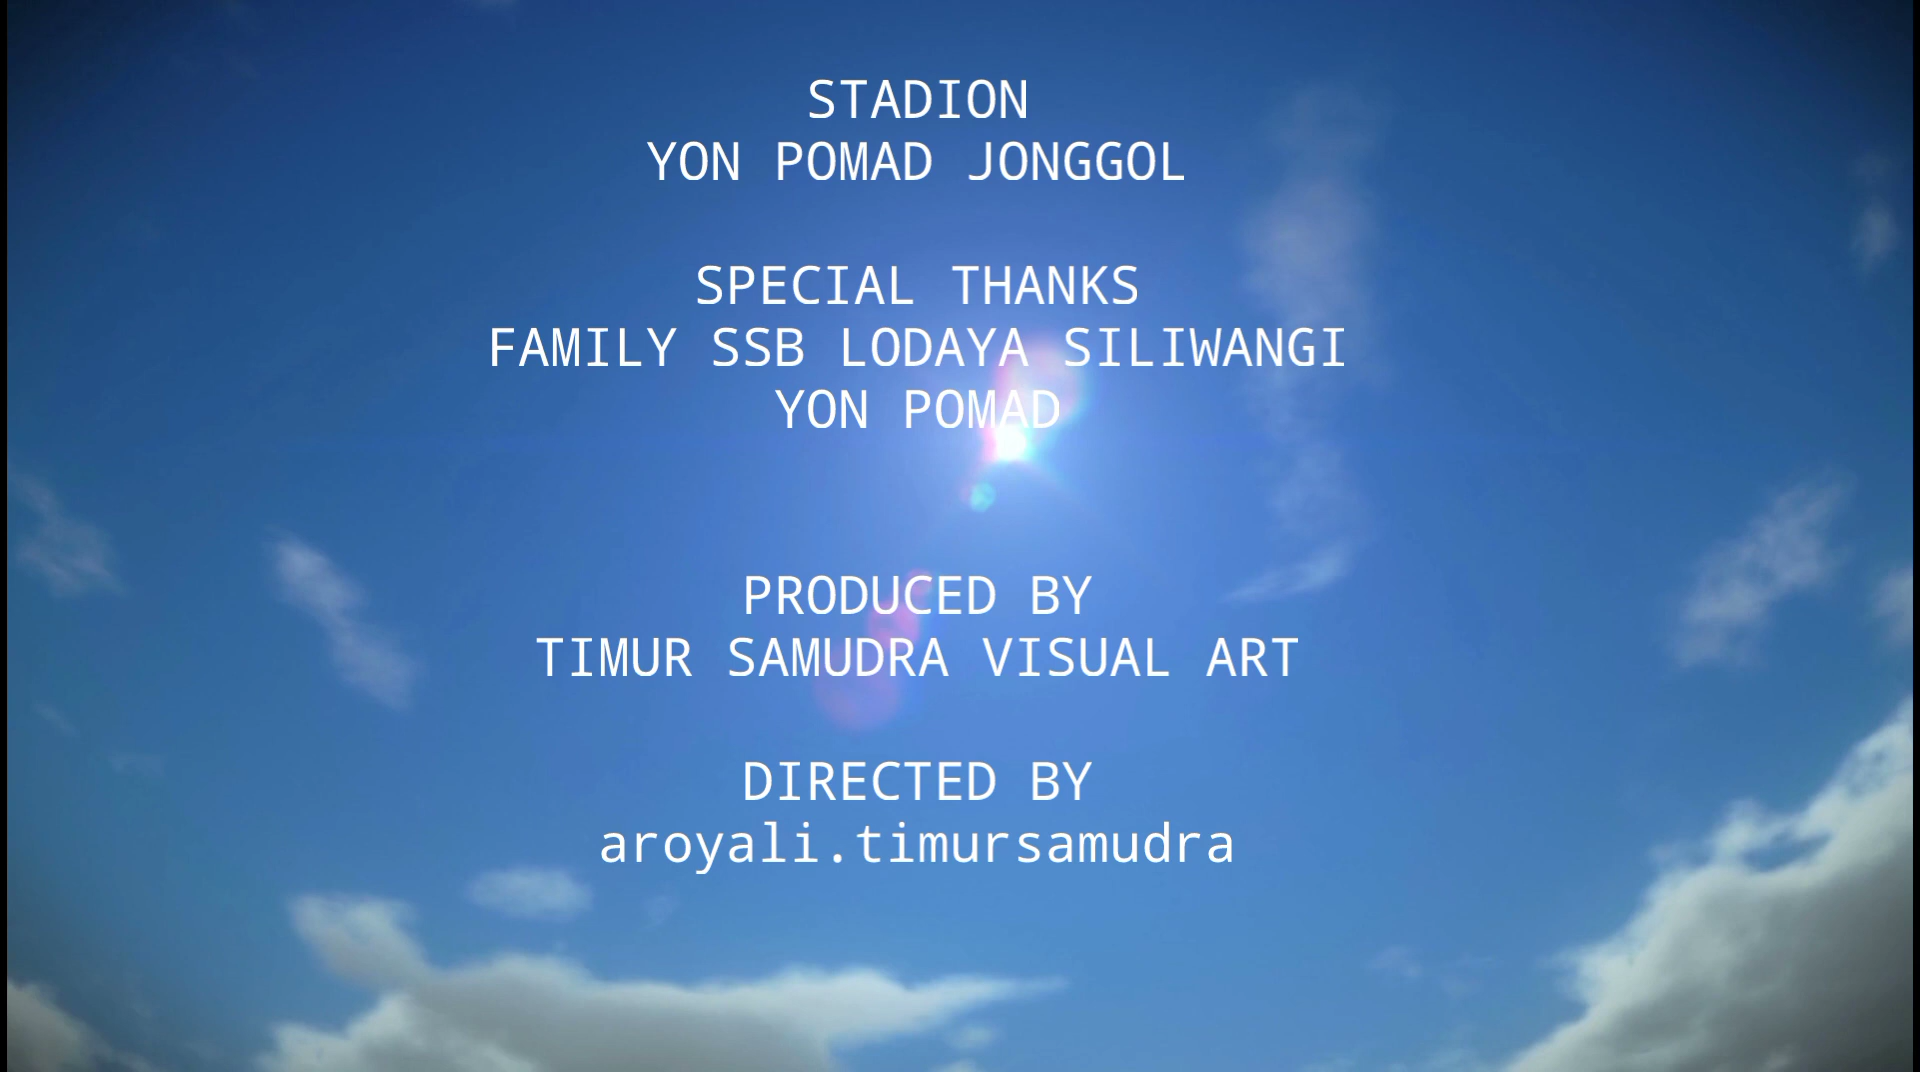 STADION
YON POMAD JONGGOL
SPECIAL THANKS
FAMILY SSB LODAYA SILIWANGI
YON POMAD
PRODUCED BY
TIMUR SAMUDRA VISUAL ART
DIRECTED BY
aroyali.timursamudra